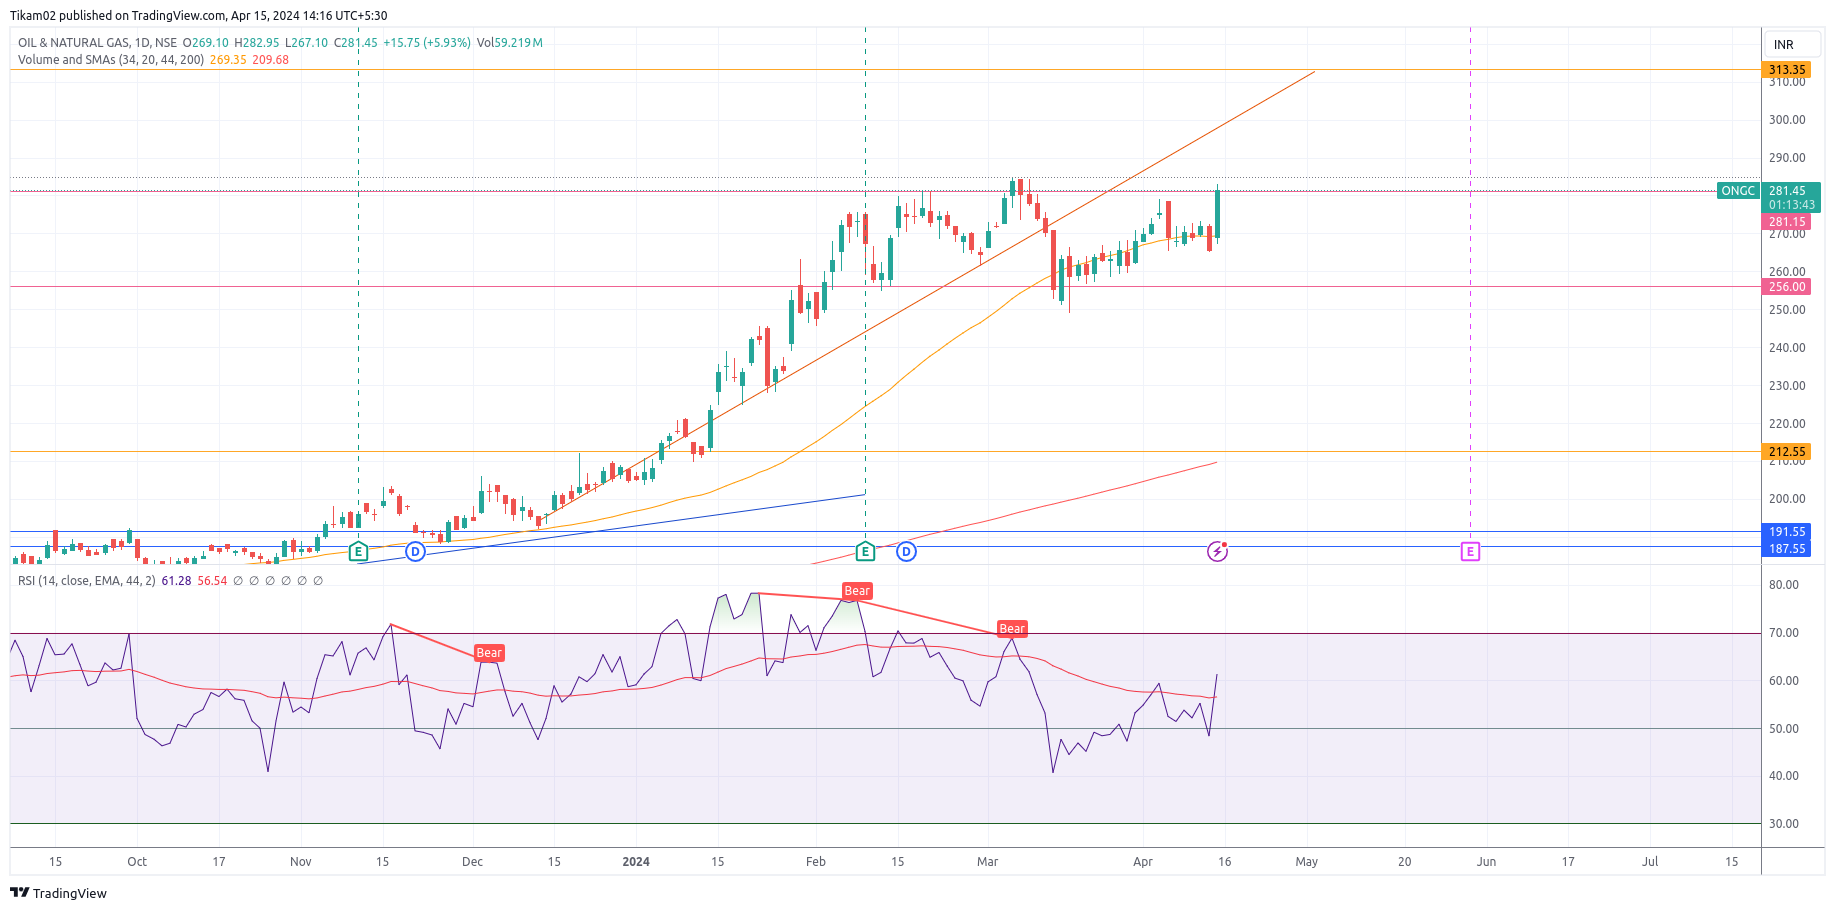 Tikam02 published on TradingView.com, Apr 15, 2024 14:16 UTC+5:30
OIL & NATURAL GAS, 1D, NSE O269.10 H282.95 L267.10 C281.45 +15.75 (+5.93%) Vol59.219M
Volume and SMAs (34, 20, 44, 200) 269.35 209.68
INR
313.35
310.00
300.00
290.00
ONGC 281.45
01:13:43
281.15
270.00
260.00
256.00
250.00
240.00
230.00
220.00
212.55
210.00
200.00
191.55
187.55
E D E D E
RSI (14, close, EMA, 44, 2) 61.28 56.54 ∅ ∅ ∅ ∅ ∅ ∅
Bear
Bear
Bear
80.00
70.00
60.00
50.00
40.00
30.00
15 Oct 17 Nov 15 Dec 15 2024 15 Feb 15 Mar Apr 16 May 20 Jun 17 Jul 15
TradingView